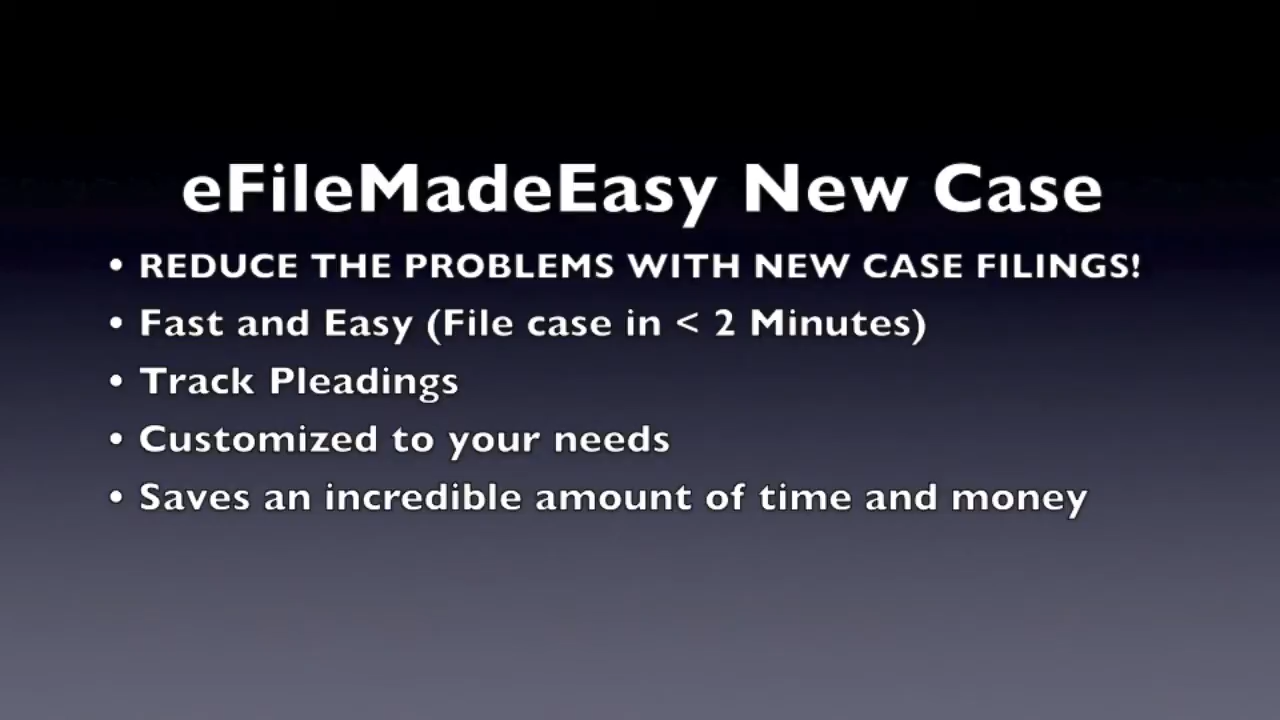 eFileMadeEasy New Case
• REDUCE THE PROBLEMS WITH NEW CASE FILINGS!
• Fast and Easy (File case in < 2 Minutes)
• Track Pleadings
• Customized to your needs
• Saves an incredible amount of time and money